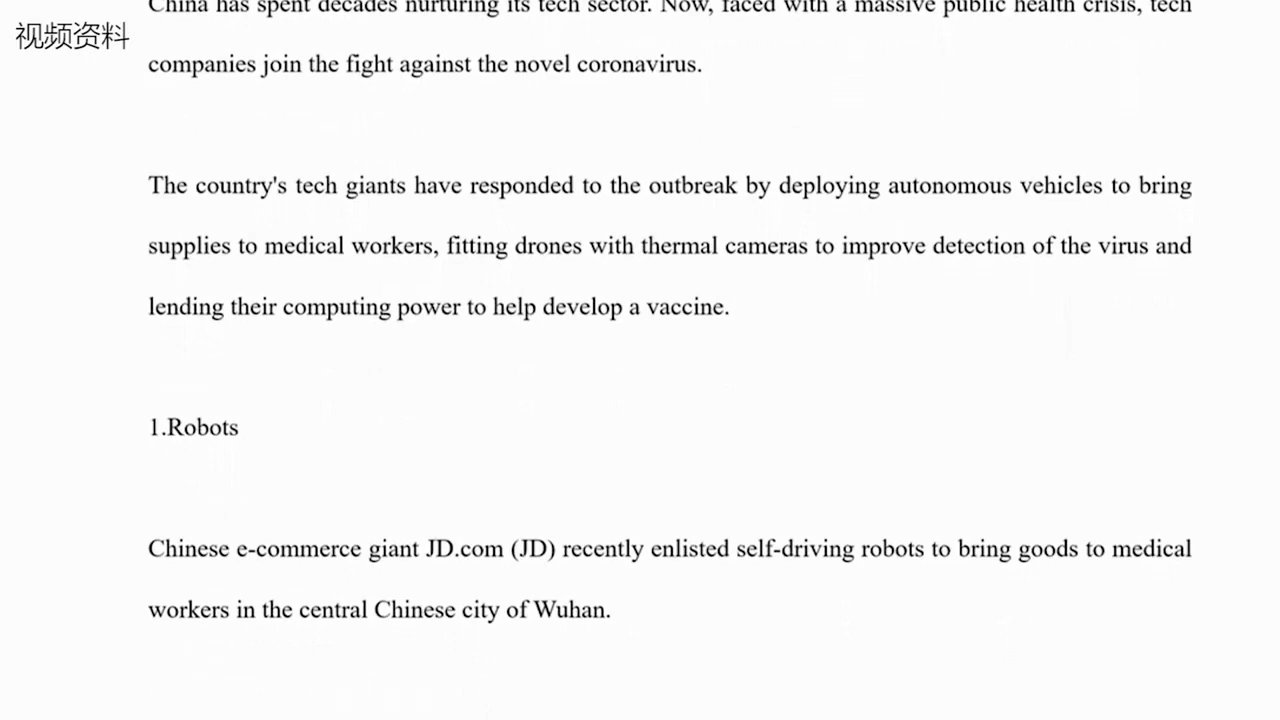 China has spent decades nurturing its tech sector. Now, faced with a massive public health crisis, tech
视频资料
companies join the fight against the novel coronavirus.
The country's tech giants have responded to the outbreak by deploying autonomous vehicles to bring
supplies to medical workers, fitting drones with thermal cameras to improve detection of the virus and
lending their computing power to help develop a vaccine.
1.Robots
Chinese e-commerce giant JD.com (JD) recently enlisted self-driving robots to bring goods to medical
workers in the central Chinese city of Wuhan.